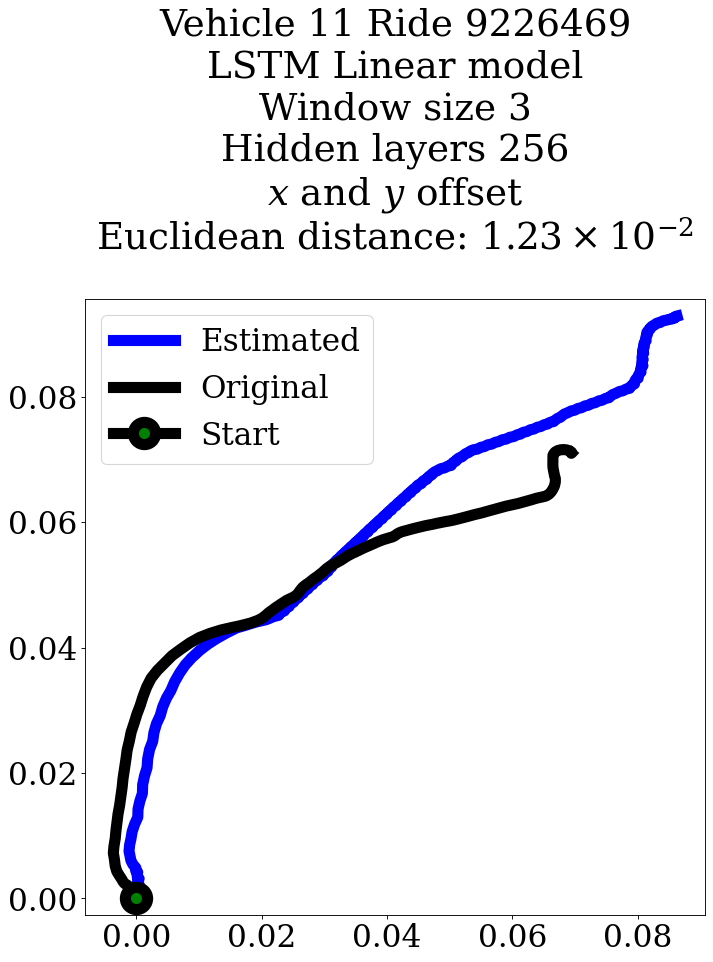 Vehicle 11 Ride 9226469
LSTM Linear model
Window size 3
Hidden layers 256
x and y offset
Euclidean distance: 1.23 × 10⁻²
Estimated
Original
Start
0.08
0.06
0.04
0.02
0.00
0.00 0.02 0.04 0.06 0.08